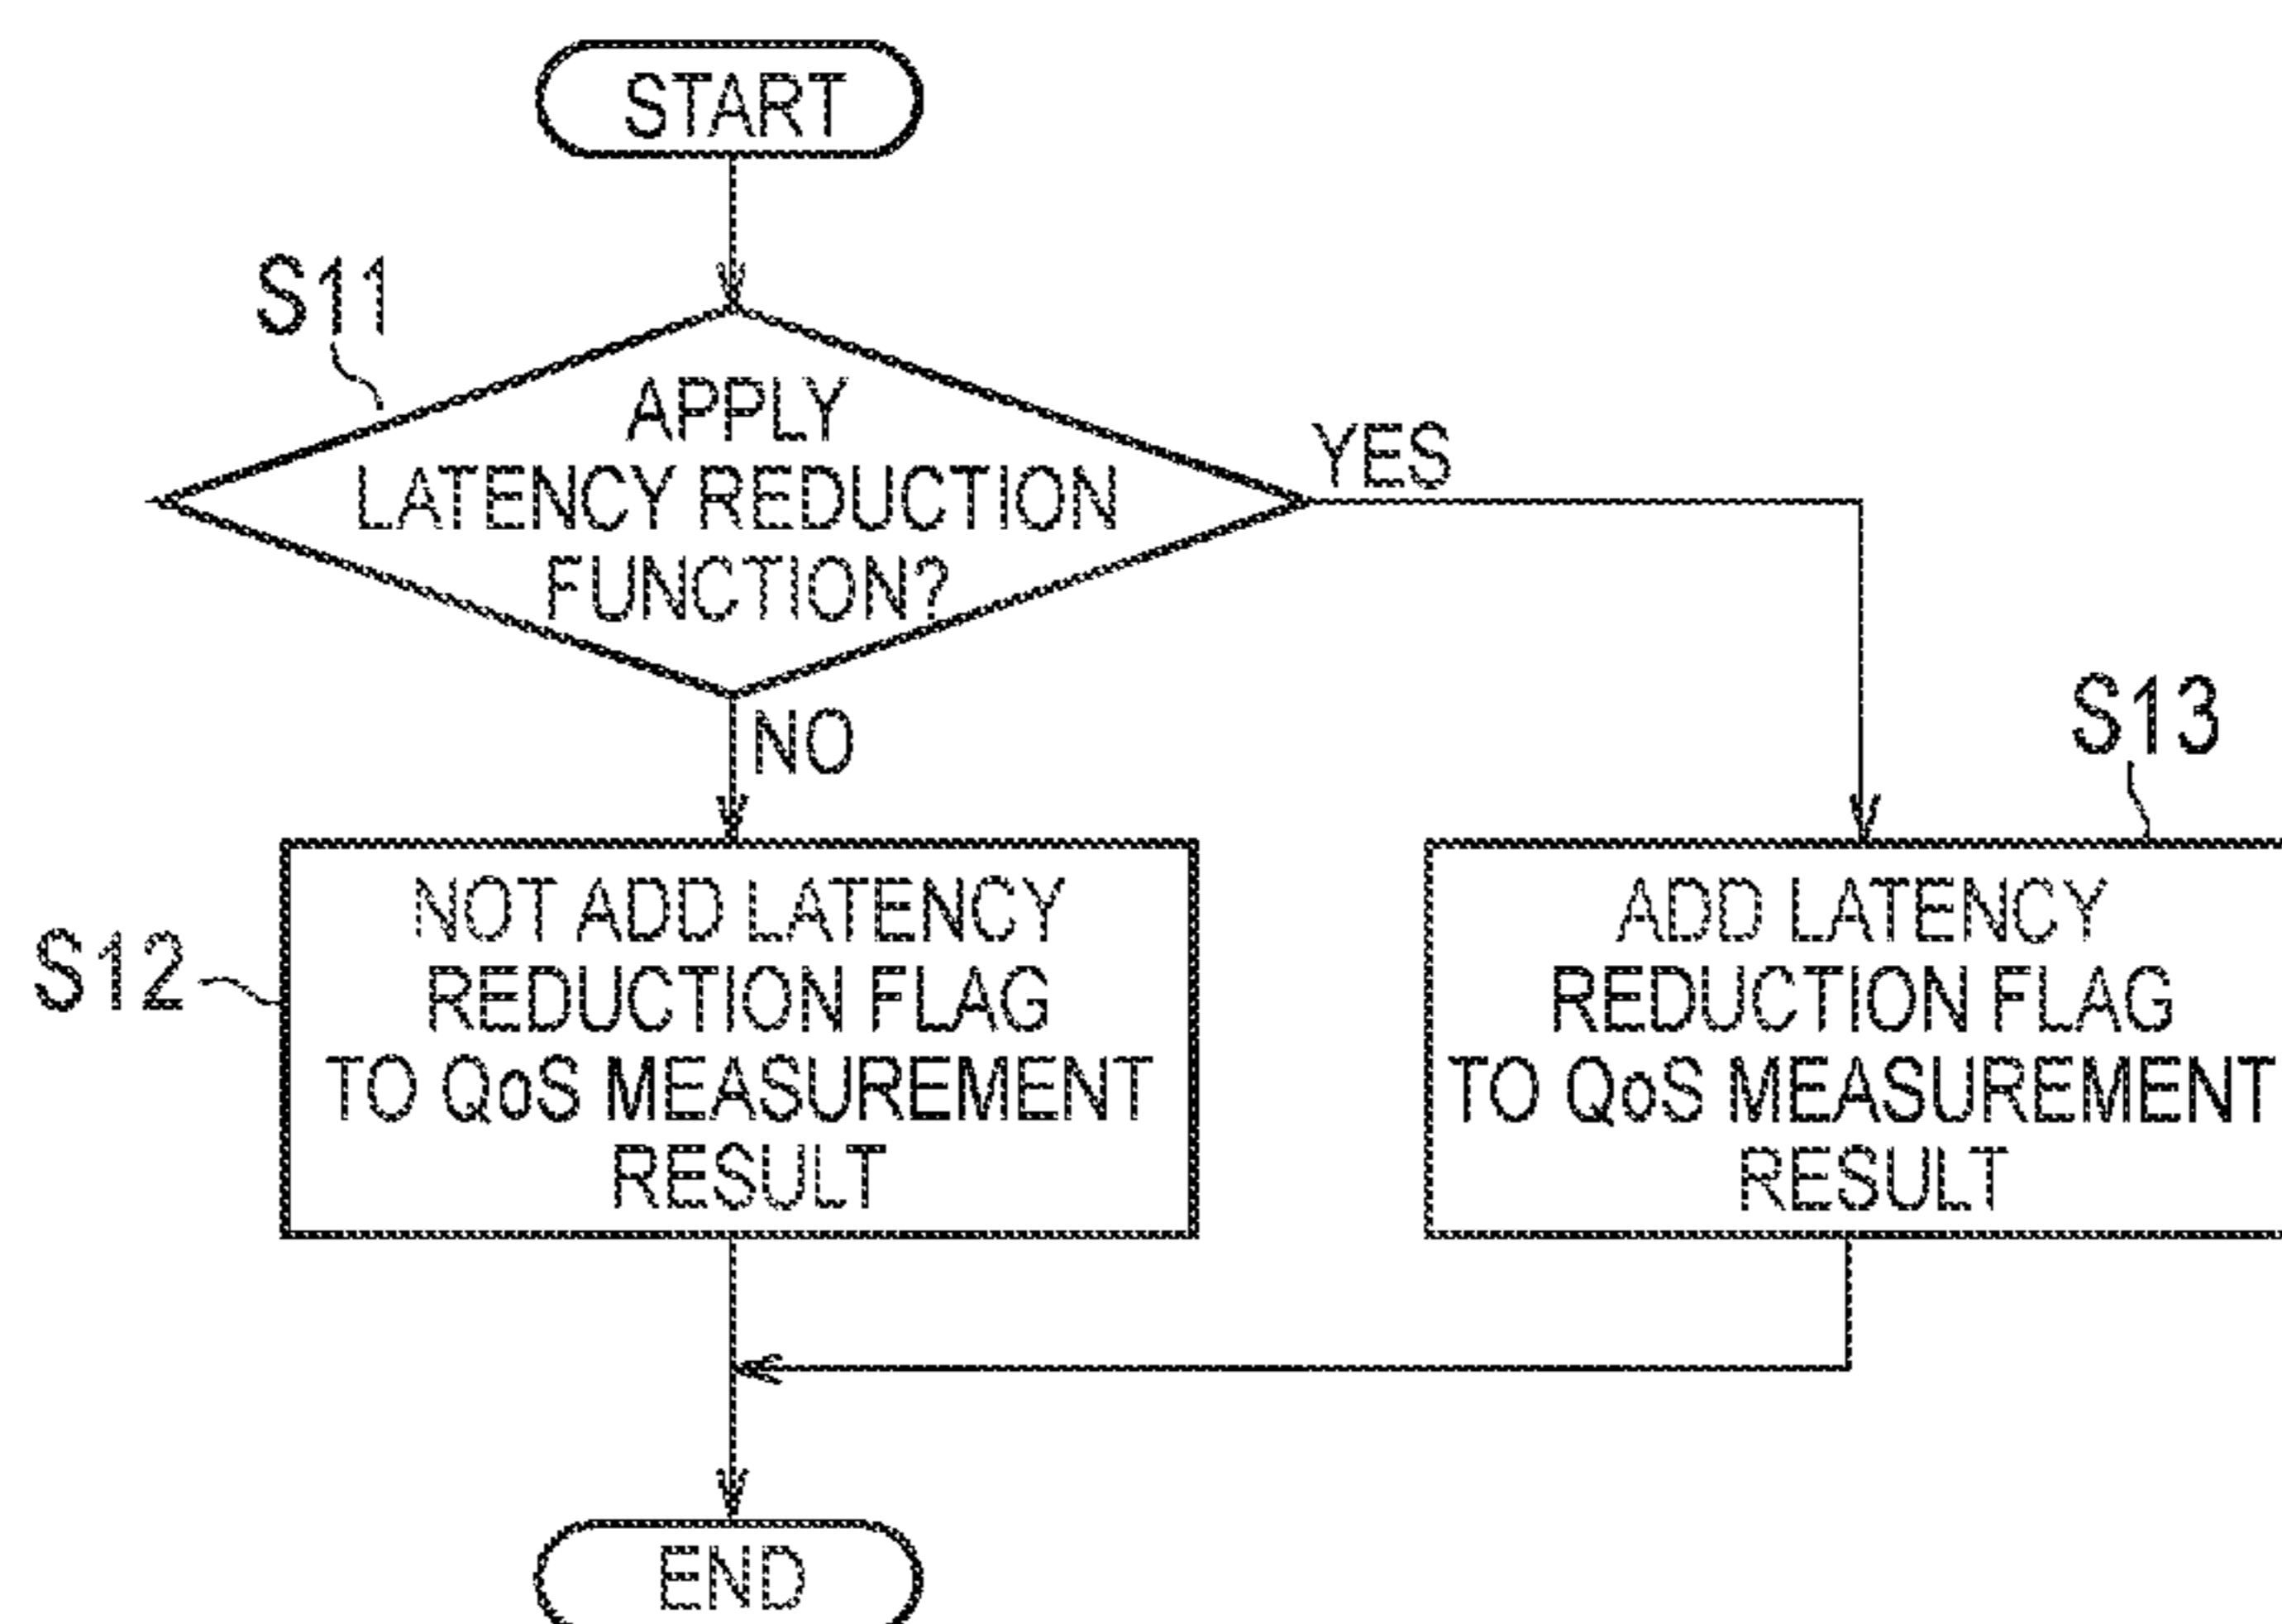 START
S11
APPLY
LATENCY REDUCTION
FUNCTION?
YES
NO
S12
NOT ADD LATENCY
REDUCTION FLAG
TO QoS MEASUREMENT
RESULT
S13
ADD LATENCY
REDUCTION FLAG
TO QoS MEASUREMENT
RESULT
END